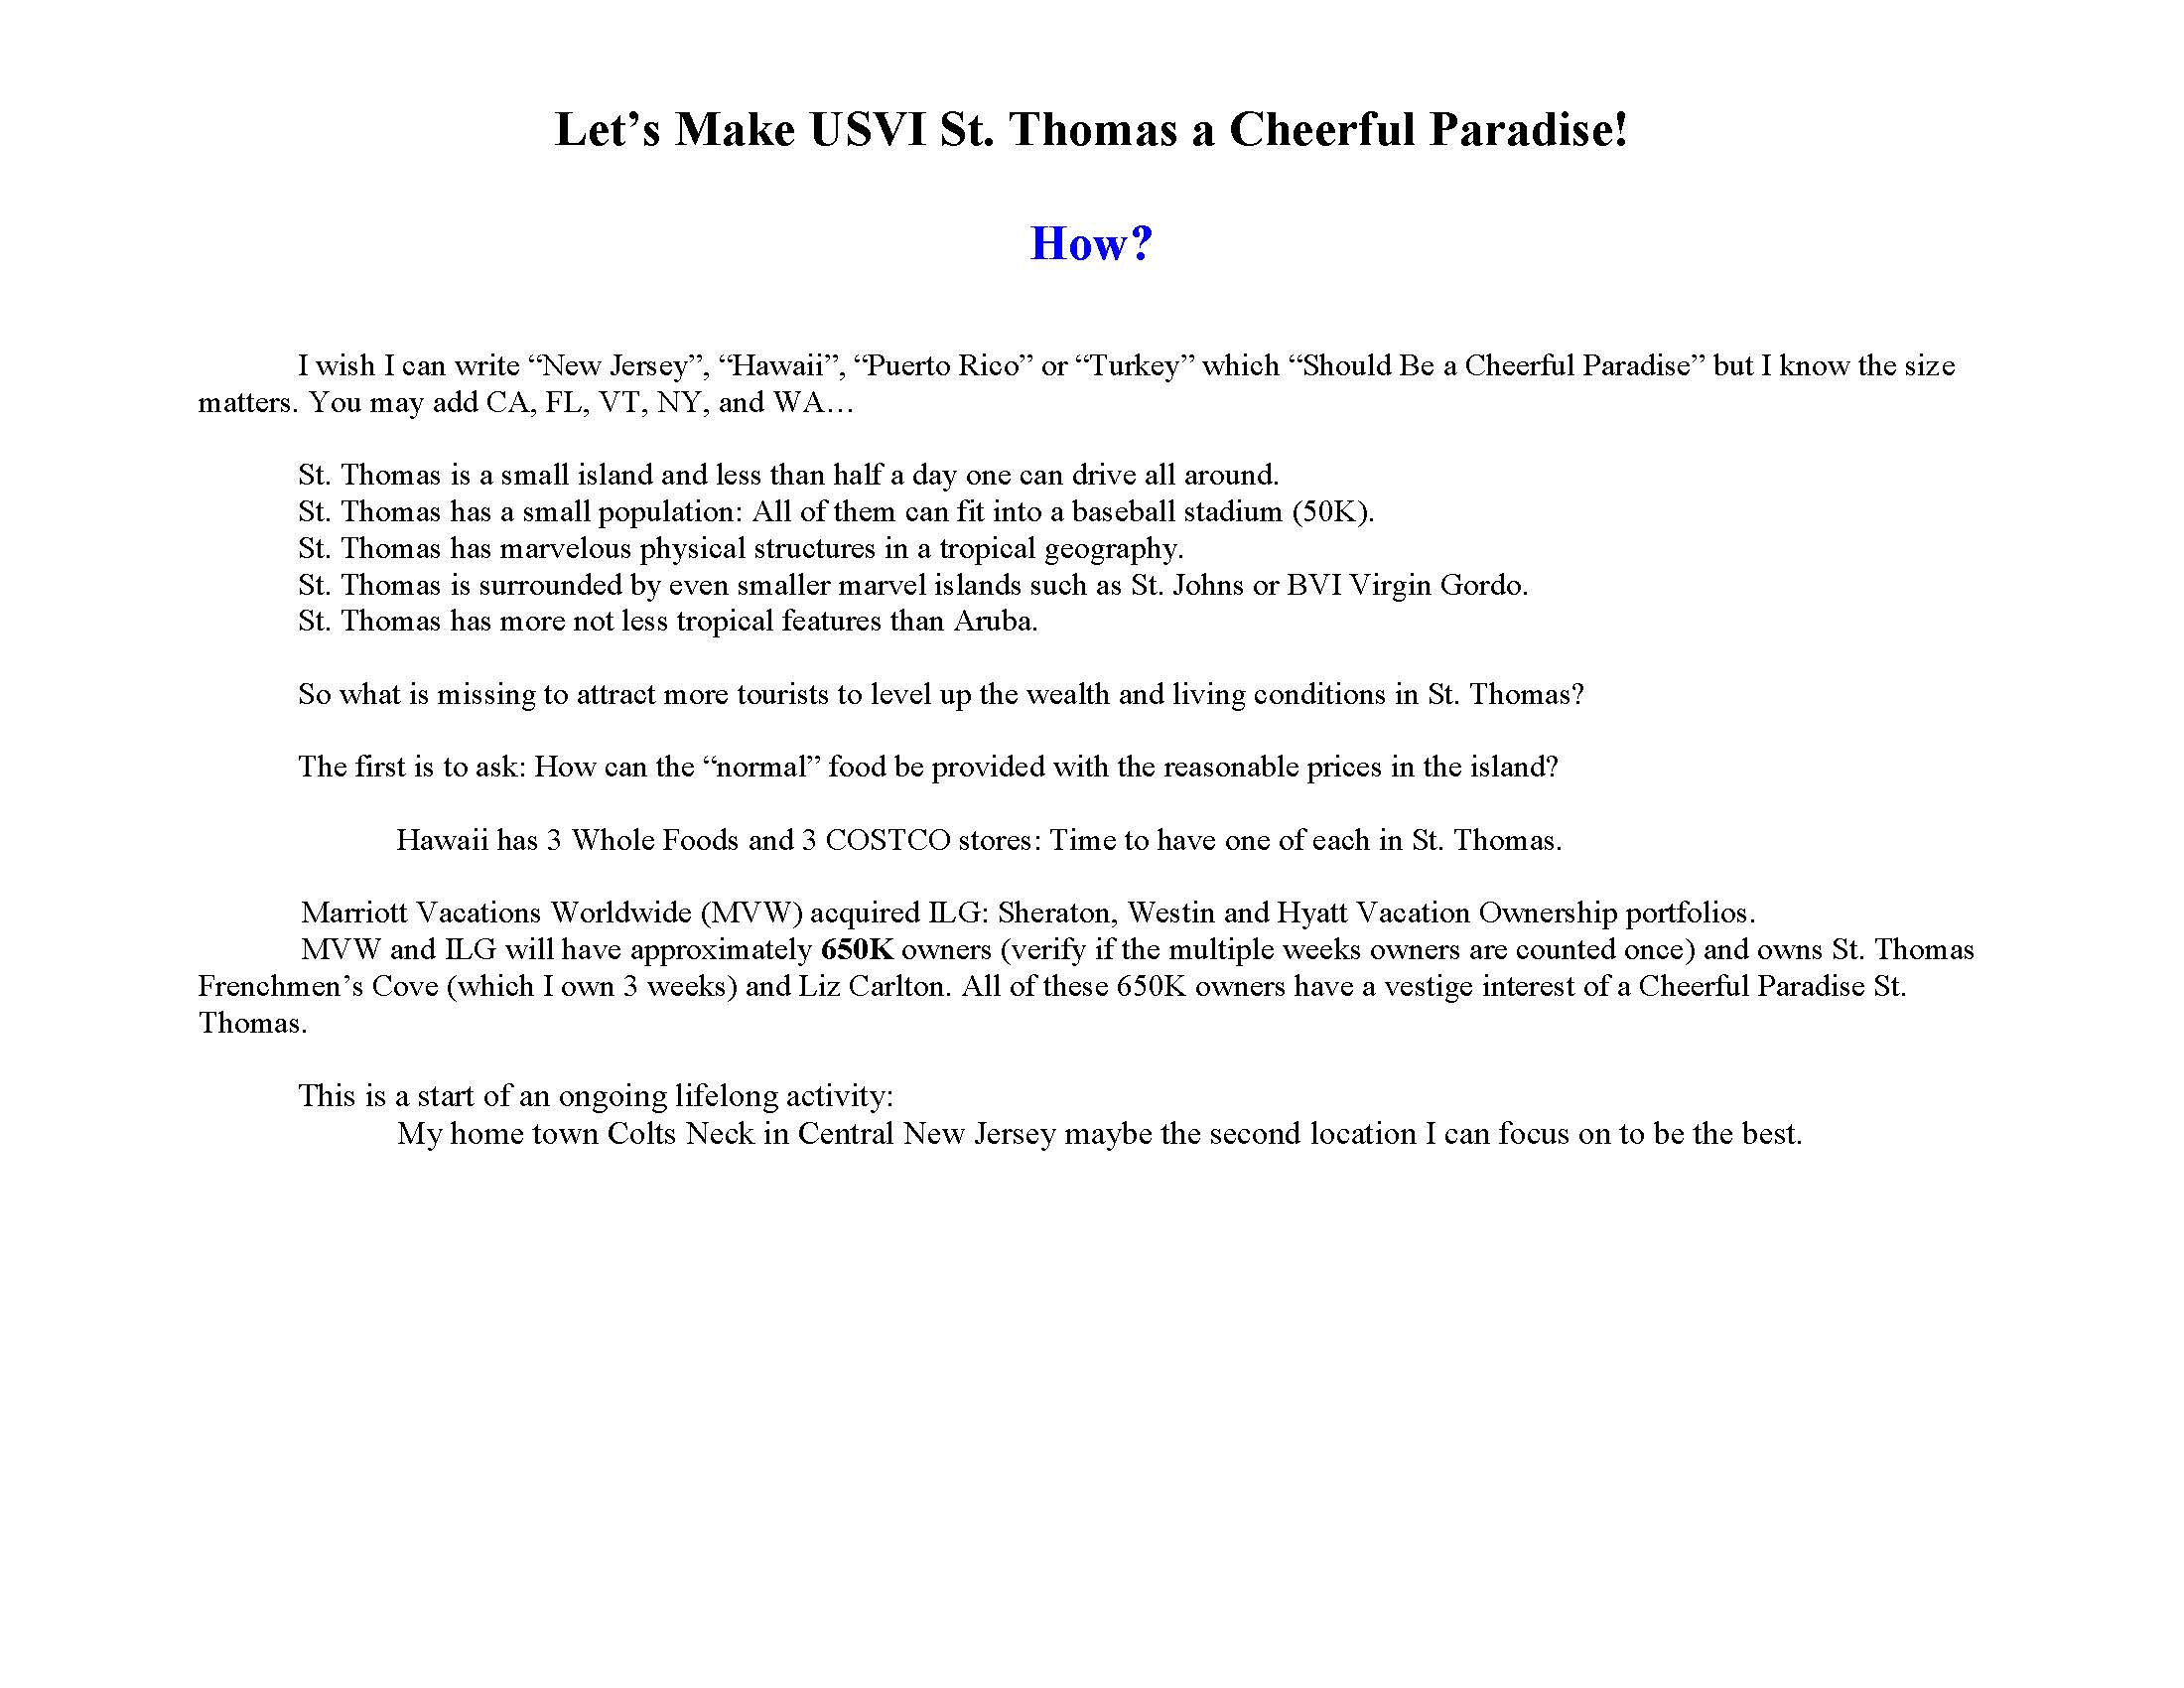 Let’s Make USVI St. Thomas a Cheerful Paradise!
How?
I wish I can write “New Jersey”, “Hawaii”, “Puerto Rico” or “Turkey” which “Should Be a Cheerful Paradise” but I know the size
matters. You may add CA, FL, VT, NY, and WA…
St. Thomas is a small island and less than half a day one can drive all around.
St. Thomas has a small population: All of them can fit into a baseball stadium (50K).
St. Thomas has marvelous physical structures in a tropical geography.
St. Thomas is surrounded by even smaller marvel islands such as St. Johns or BVI Virgin Gordo.
St. Thomas has more not less tropical features than Aruba.
So what is missing to attract more tourists to level up the wealth and living conditions in St. Thomas?
The first is to ask: How can the “normal” food be provided with the reasonable prices in the island?
Hawaii has 3 Whole Foods and 3 COSTCO stores: Time to have one of each in St. Thomas.
Marriott Vacations Worldwide (MVW) acquired ILG: Sheraton, Westin and Hyatt Vacation Ownership portfolios.
MVW and ILG will have approximately 650K owners (verify if the multiple weeks owners are counted once) and owns St. Thomas
Frenchmen’s Cove (which I own 3 weeks) and Liz Carlton. All of these 650K owners have a vestige interest of a Cheerful Paradise St.
Thomas.
This is a start of an ongoing lifelong activity:
My home town Colts Neck in Central New Jersey maybe the second location I can focus on to be the best.